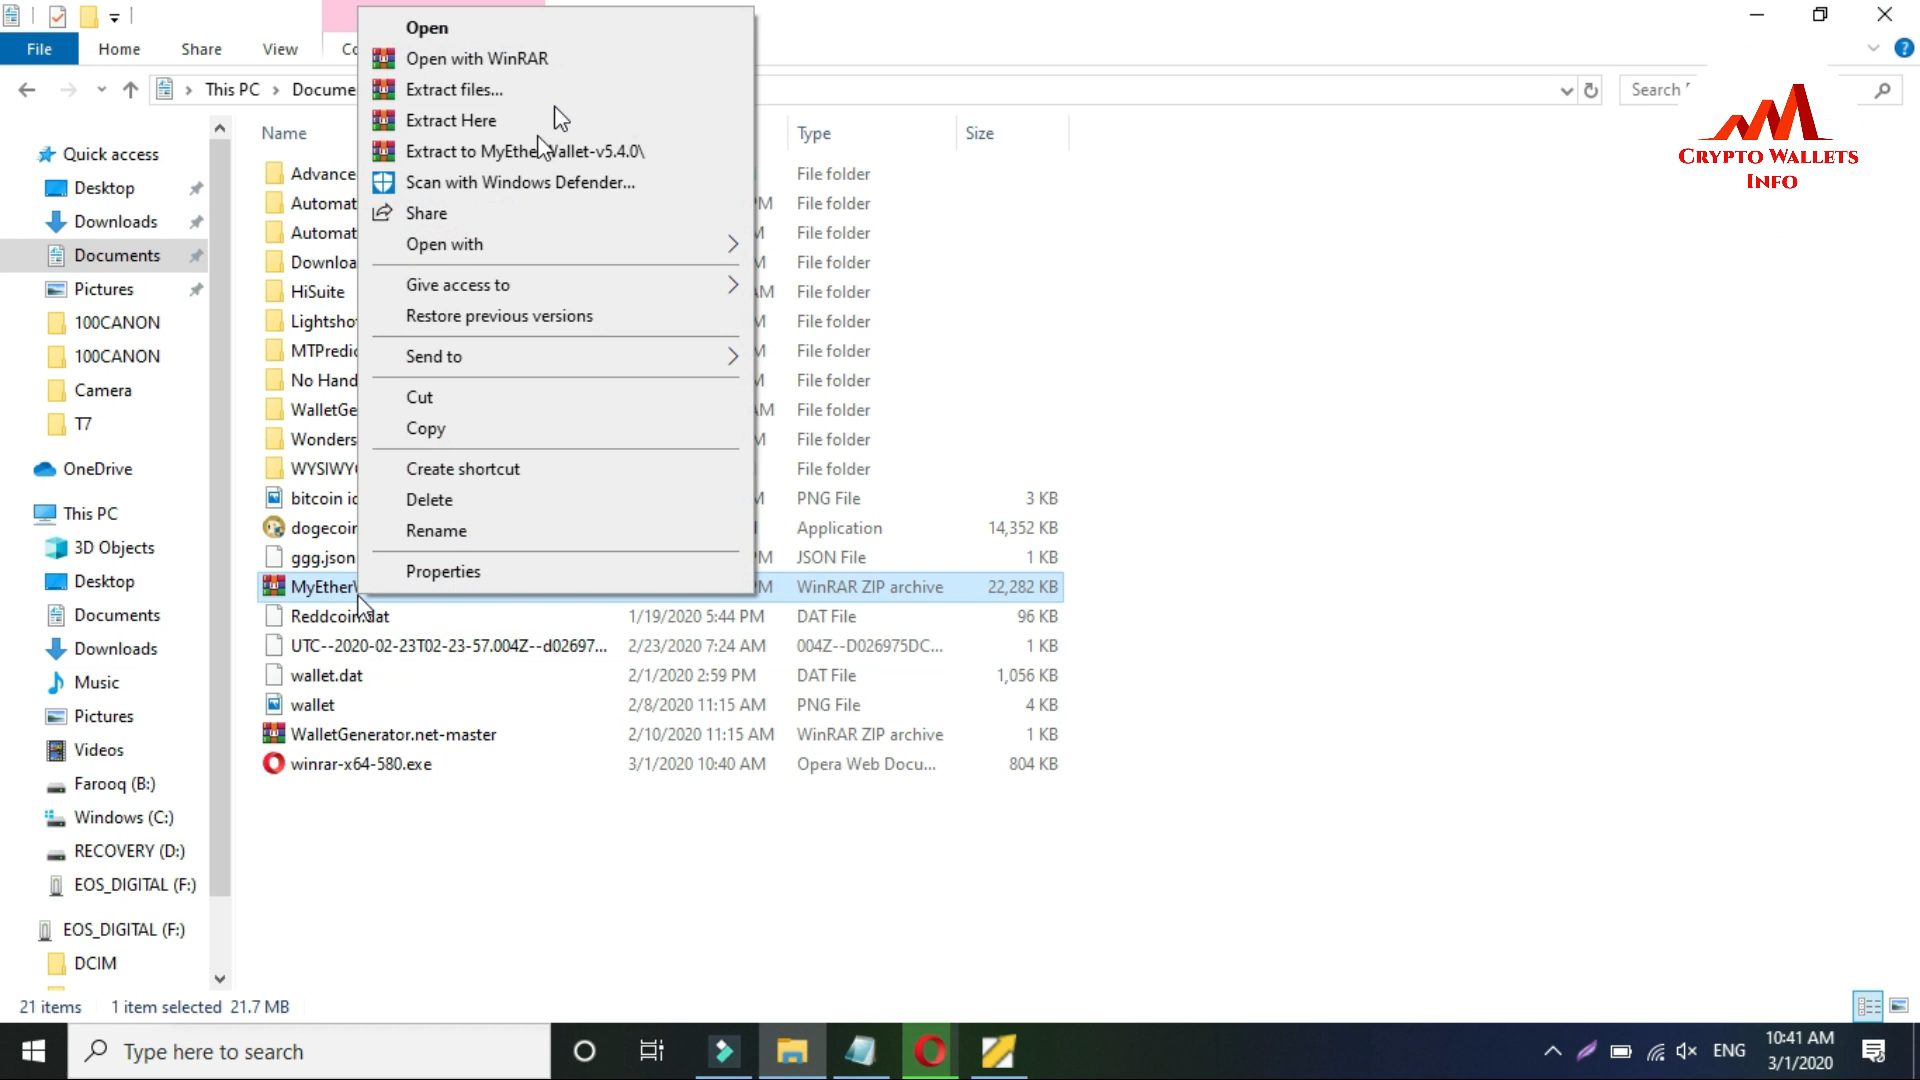 File
Home
Share
View
Open
Open with WinRAR
Extract files...
Extract Here
Extract to MyEtherWallet-v5.4.0\
Scan with Windows Defender...
Share
Open with
Give access to
Restore previous versions
Send to
Cut
Copy
Create shortcut
Delete
Rename
Properties
This PC
Docume
Search
CRYPTO WALLETS
INFO
Name
Type
Size
Quick access
Desktop
Downloads
Documents
Pictures
100CANON
100CANON
Camera
T7
OneDrive
This PC
3D Objects
Desktop
Documents
Downloads
Music
Pictures
Videos
Farooq (B:)
Windows (C:)
RECOVERY (D:)
EOS_DIGITAL (F:)
EOS_DIGITAL (F:)
DCIM
Advance File folder
Automat M File folder
Automat M File folder
Downloa M File folder
HiSuite AM File folder
Lightsho M File folder
MTPredic M File folder
No Hand M File folder
WalletGe AM File folder
Wonders M File folder
WYSIWY File folder
bitcoin ic M PNG File 3 KB
dogecoin Application 14,352 KB
ggg.json M JSON File 1 KB
MyEther M WinRAR ZIP archive 22,282 KB
Reddcoin.dat 1/19/2020 5:44 PM DAT File 96 KB
UTC--2020-02-23T02-23-57.004Z--d02697... 2/23/2020 7:24 AM 004Z--D026975DC... 1 KB
wallet.dat 2/1/2020 2:59 PM DAT File 1,056 KB
wallet 2/8/2020 11:15 AM PNG File 4 KB
WalletGenerator.net-master 2/10/2020 11:15 AM WinRAR ZIP archive 1 KB
winrar-x64-580.exe 3/1/2020 10:40 AM Opera Web Docu... 804 KB
21 items 1 item selected 21.7 MB
Type here to search
ENG
10:41 AM
3/1/2020